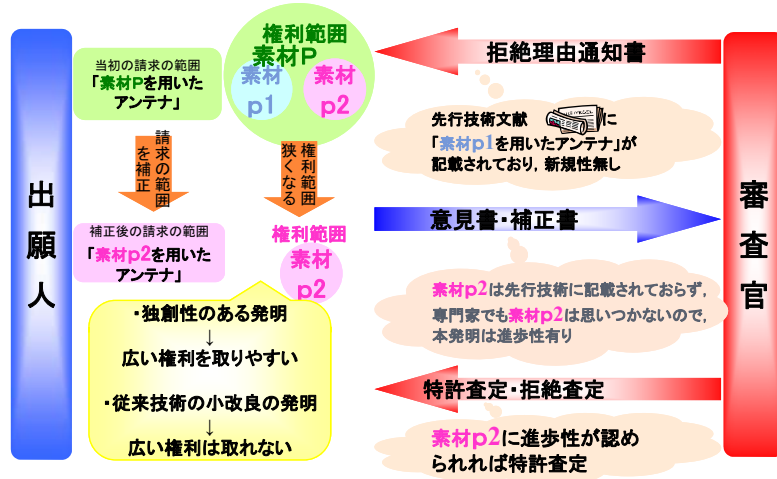 出願人
当初の請求の範囲
「素材Pを用いた
アンテナ」
権利範囲
素材P
素材
p1
素材
p2
請求の範囲
を補正
権利範囲
狭くなる
補正後の請求の範囲
「素材p2を用いた
アンテナ」
権利範囲
素材
p2
・独創性のある発明
↓
広い権利を取りやすい
・従来技術の小改良の発明
↓
広い権利は取れない
拒絶理由通知書
先行技術文献 に
「素材p1を用いたアンテナ」が
記載されており，新規性無し
意見書・補正書
素材p2は先行技術に記載されておらず，
専門家でも素材p2は思いつかないので，
本発明は進歩性有り
特許査定・拒絶査定
素材p2に進歩性が認め
られれば特許査定
審査官